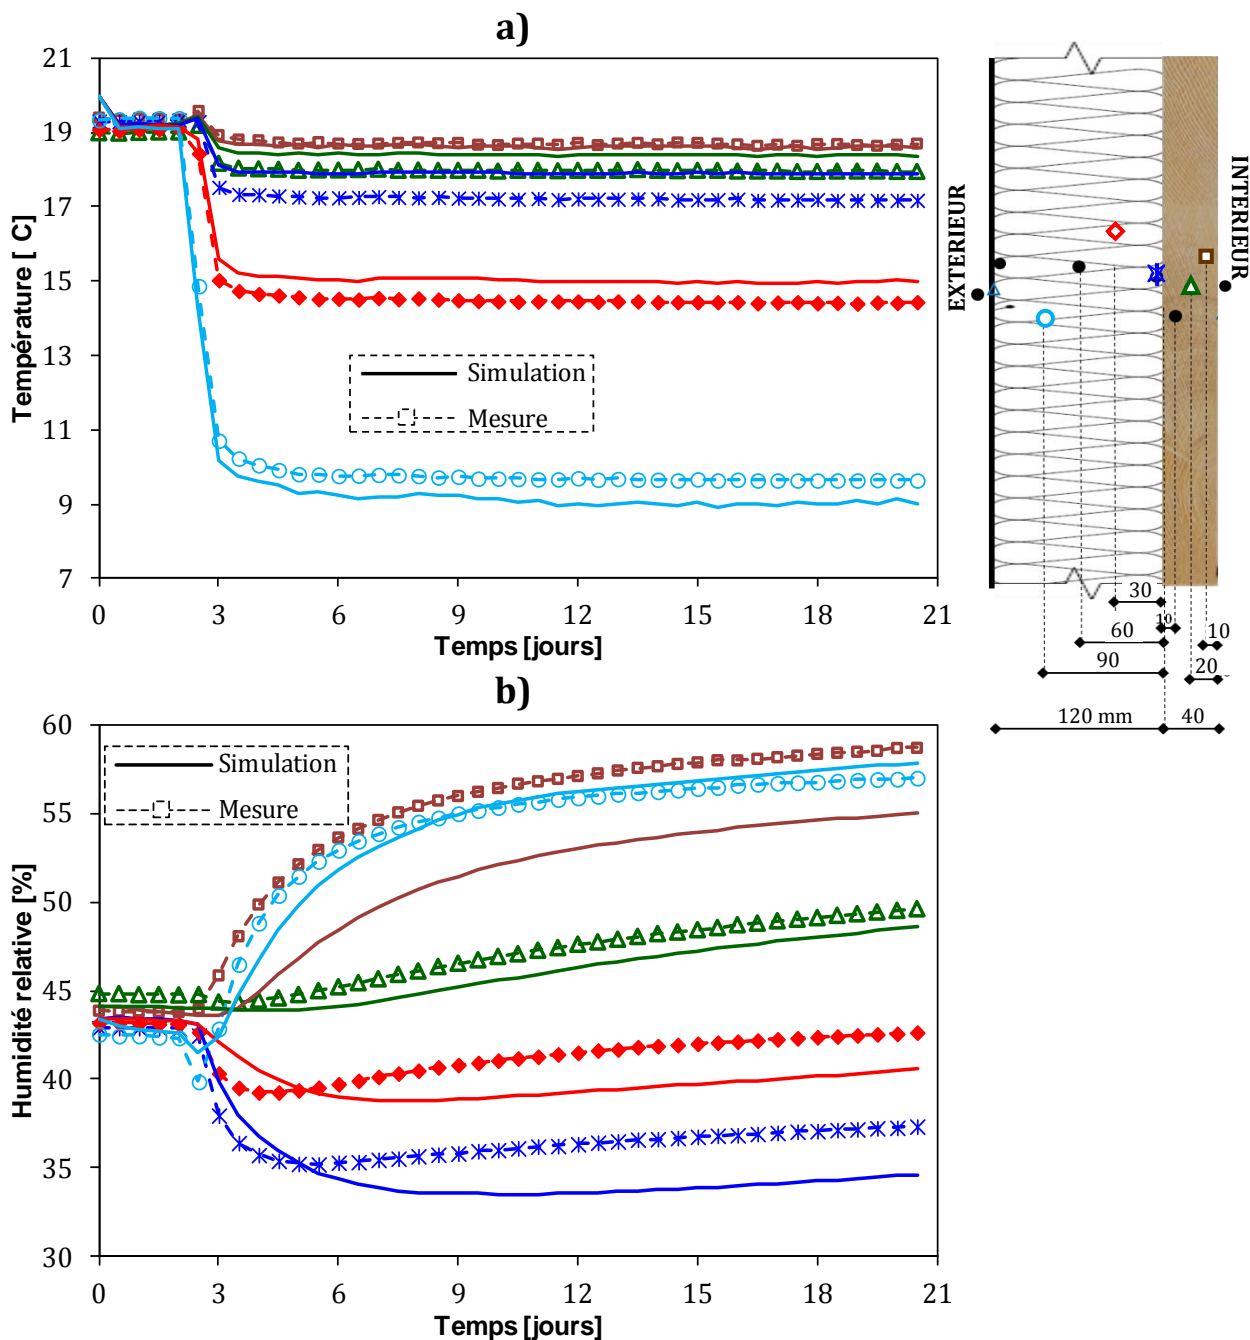 a)
21
19
17
15
13
11
9
7
Température [ C]
Simulation
Mesure
0 3 6 9 12 15 18 21
Temps [jours]
EXTERIEUR
INTERIEUR
30
10
60
10
90
20
120 mm
40
b)
60
55
50
45
40
35
30
Humidité relative [%]
Simulation
Mesure
0 3 6 9 12 15 18 21
Temps [jours]